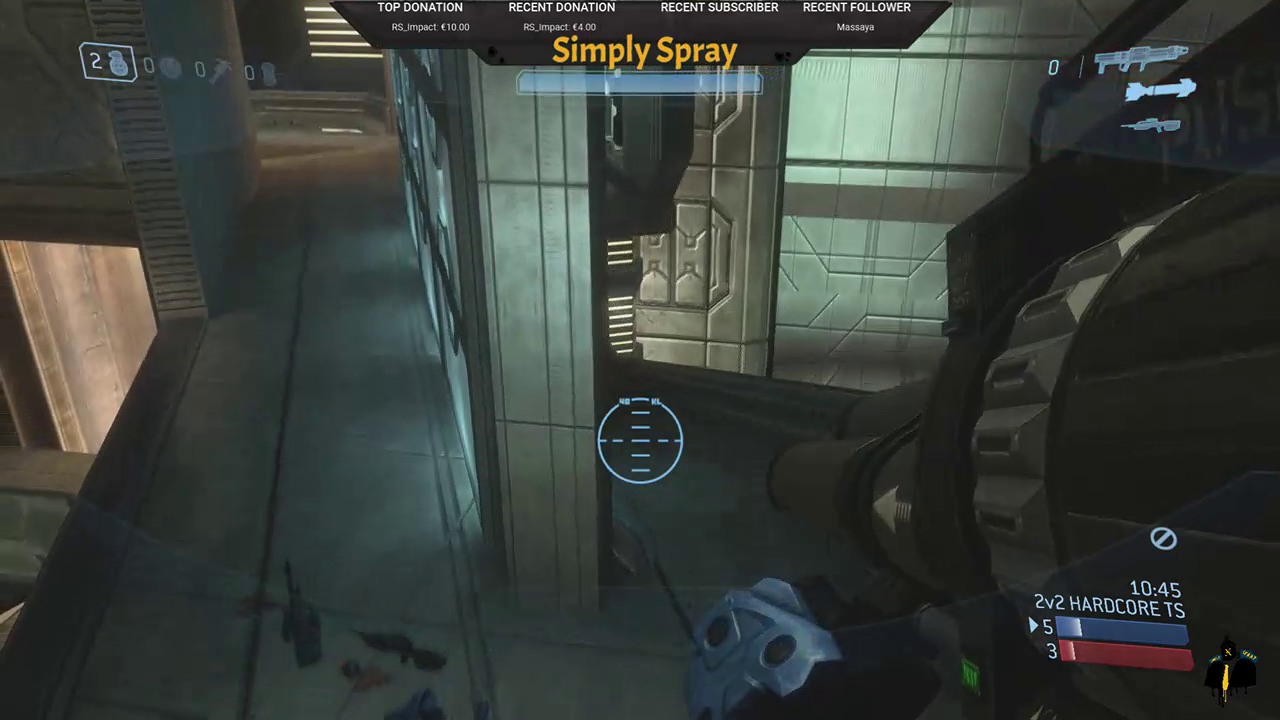 TOP DONATION
RECENT DONATION
RECENT SUBSCRIBER
RECENT FOLLOWER
RS_Impact: €10.00
RS_Impact: €4.00
Massaya
Simply Spray
2
0
0
0
0
10:45
2v2 HARDCORE TS
5
3